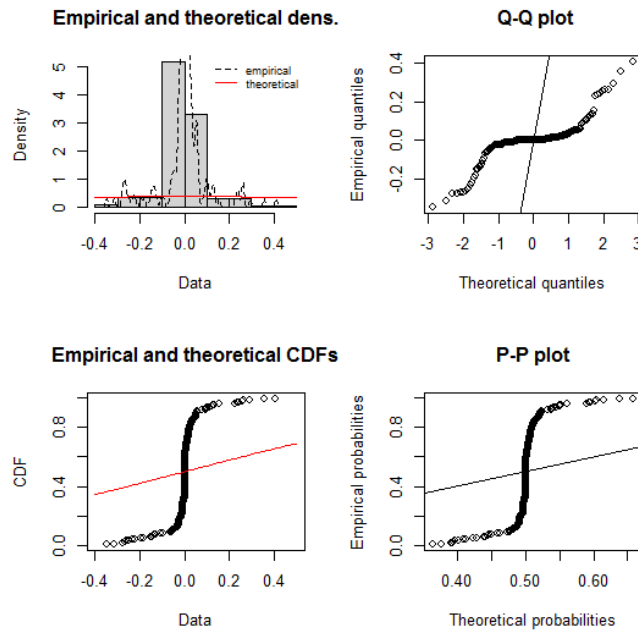 Empirical and theoretical dens.
Density
0 1 2 3 4 5
empirical
theoretical
-0.4 -0.2 0.0 0.2 0.4
Data
Q-Q plot
Empirical quantiles
-0.2 0.0 0.2 0.4
-3 -2 -1 0 1 2 3
Theoretical quantiles
Empirical and theoretical CDFs
CDF
0.0 0.4 0.8
-0.4 -0.2 0.0 0.2 0.4
Data
P-P plot
Empirical probabilities
0.0 0.4 0.8
0.40 0.50 0.60
Theoretical probabilities